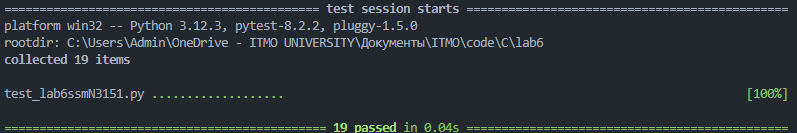 ============================================= test session starts ==============================================
platform win32 -- Python 3.12.3, pytest-8.2.2, pluggy-1.5.0
rootdir: C:\Users\Admin\OneDrive - ITMO UNIVERSITY\Документы\ITMO\code\C\lab6
collected 19 items
test_lab6ssmN3151.py ................... [100%]
============================================== 19 passed in 0.04s ==============================================